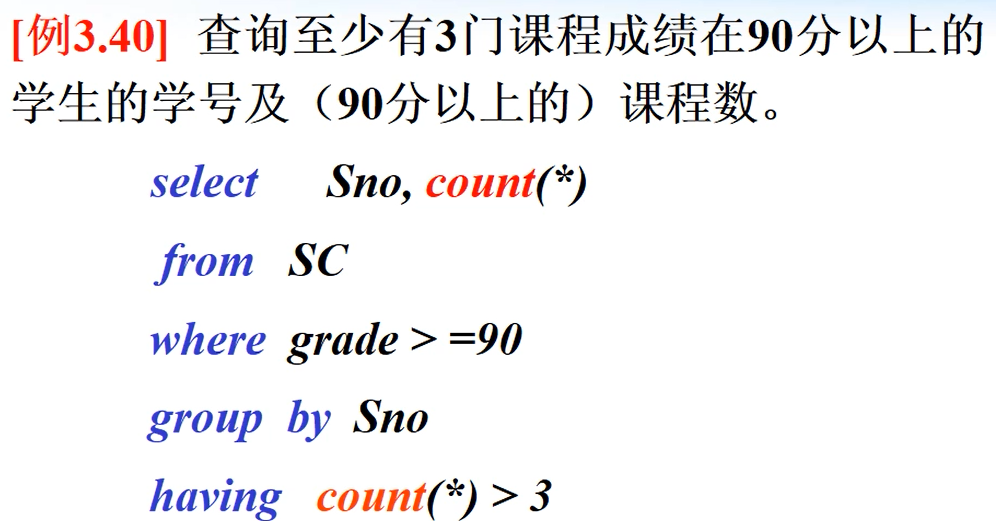 [例3.40] 查询至少有3门课程成绩在90分以上的
学生的学号及（90分以上的）课程数。
select Sno, count(*)
from SC
where grade > =90
group by Sno
having count(*) > 3